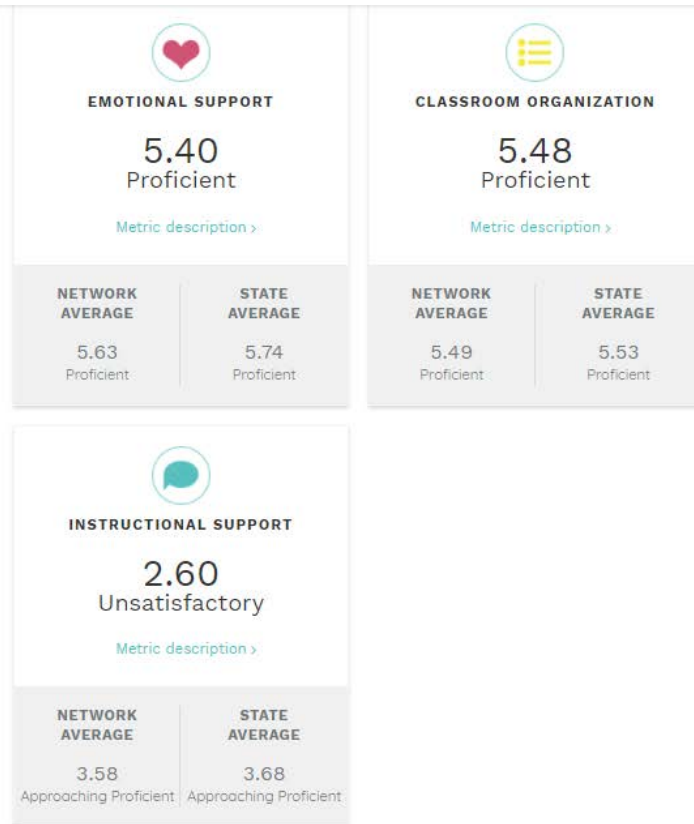 EMOTIONAL SUPPORT
5.40
Proficient
Metric description >
NETWORK
AVERAGE
5.63
Proficient
STATE
AVERAGE
5.74
Proficient
CLASSROOM ORGANIZATION
5.48
Proficient
Metric description >
NETWORK
AVERAGE
5.49
Proficient
STATE
AVERAGE
5.53
Proficient
INSTRUCTIONAL SUPPORT
2.60
Unsatisfactory
Metric description >
NETWORK
AVERAGE
3.58
Approaching Proficient
STATE
AVERAGE
3.68
Approaching Proficient